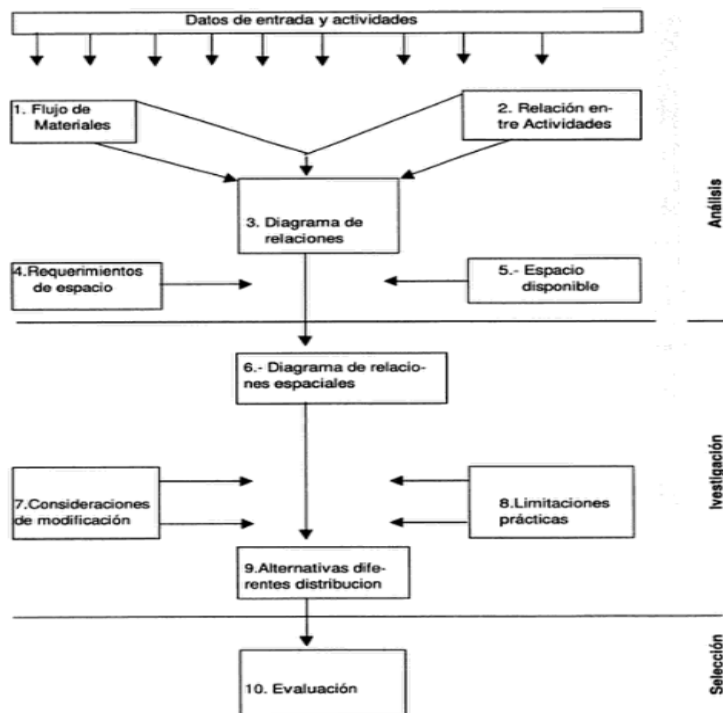 Datos de entrada y actividades
1. Flujo de
Materiales
2. Relación en-
tre Actividades
3. Diagrama de
relaciones
4.Requerimientos
de espacio
5.- Espacio
disponible
Análisis
6.- Diagrama de relacio-
nes espaciales
7.Consideraciones
de modificación
8.Limitaciones
prácticas
Ivestigación
9.Alternativas dife-
rentes distribucion
10. Evaluación
Selección